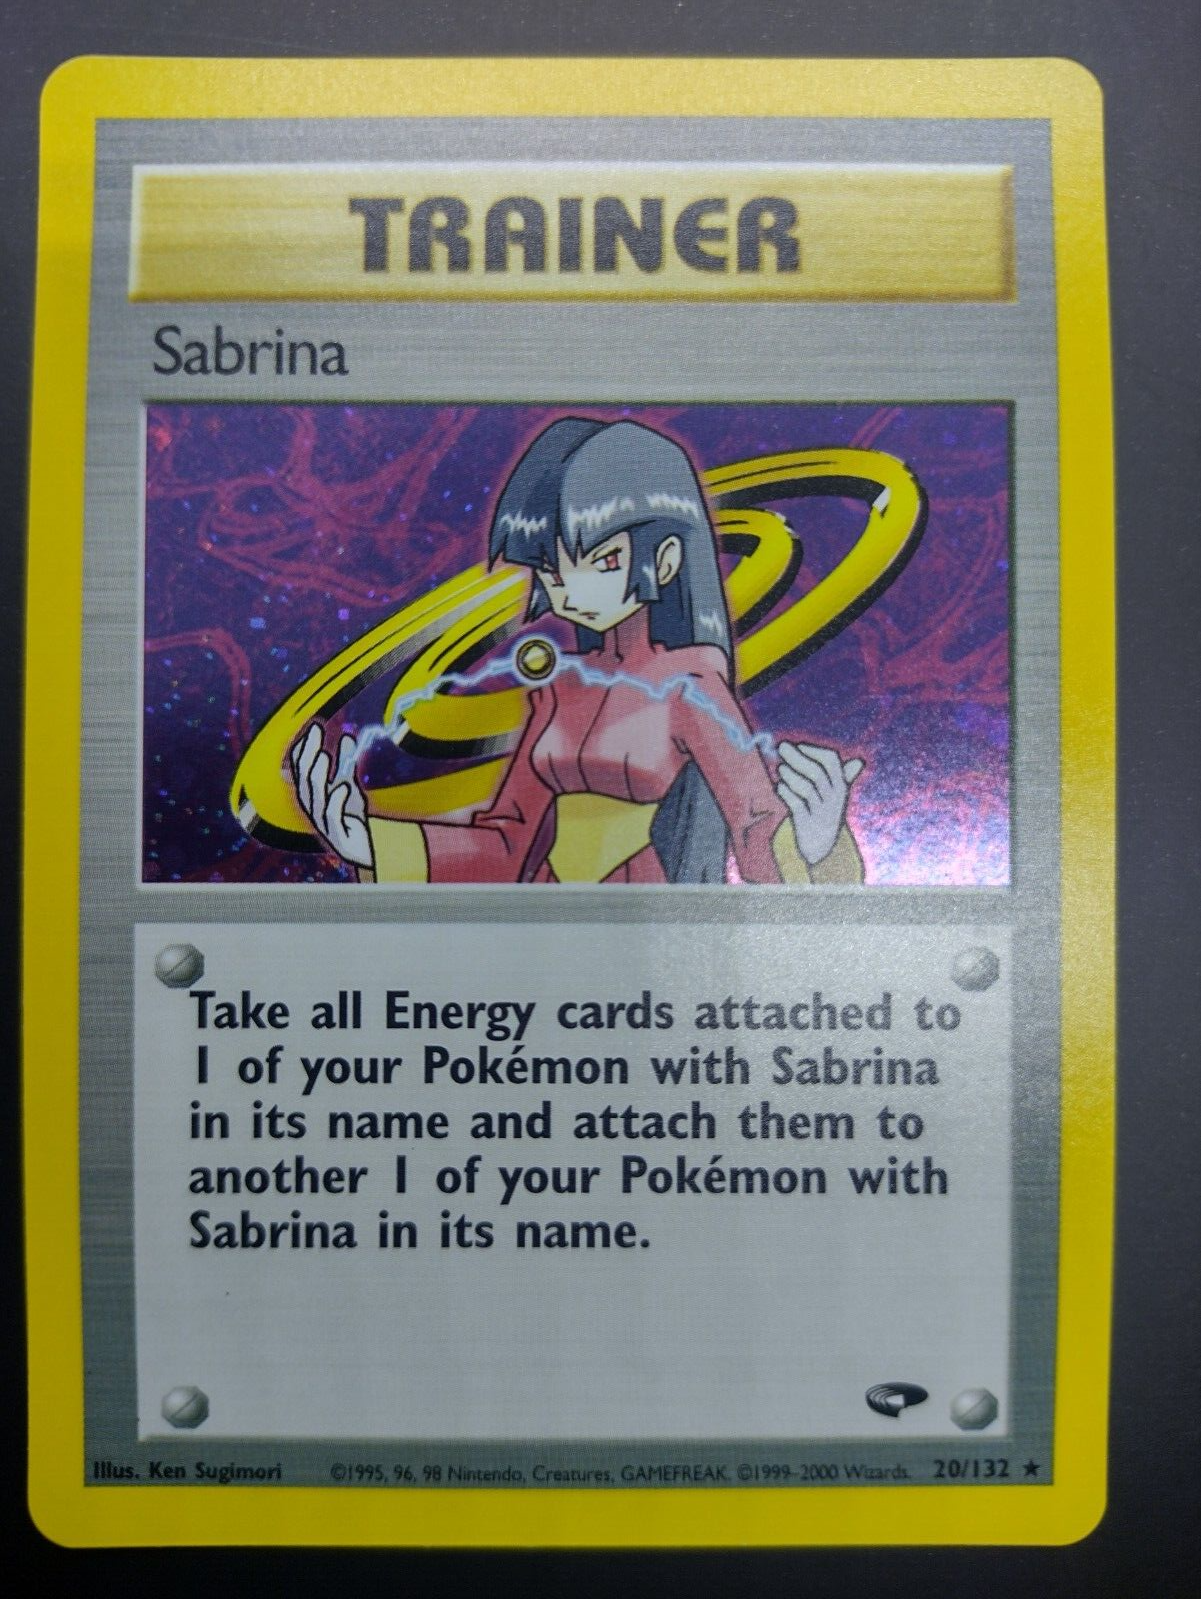 TRAINER
Sabrina
Take all Energy cards attached to
1 of your Pokémon with Sabrina
in its name and attach them to
another 1 of your Pokémon with
Sabrina in its name.
Illus. Ken Sugimori ©1995, 96, 98 Nintendo, Creatures, GAMEFREAK. ©1999–2000 Wizards. 20/132 ★